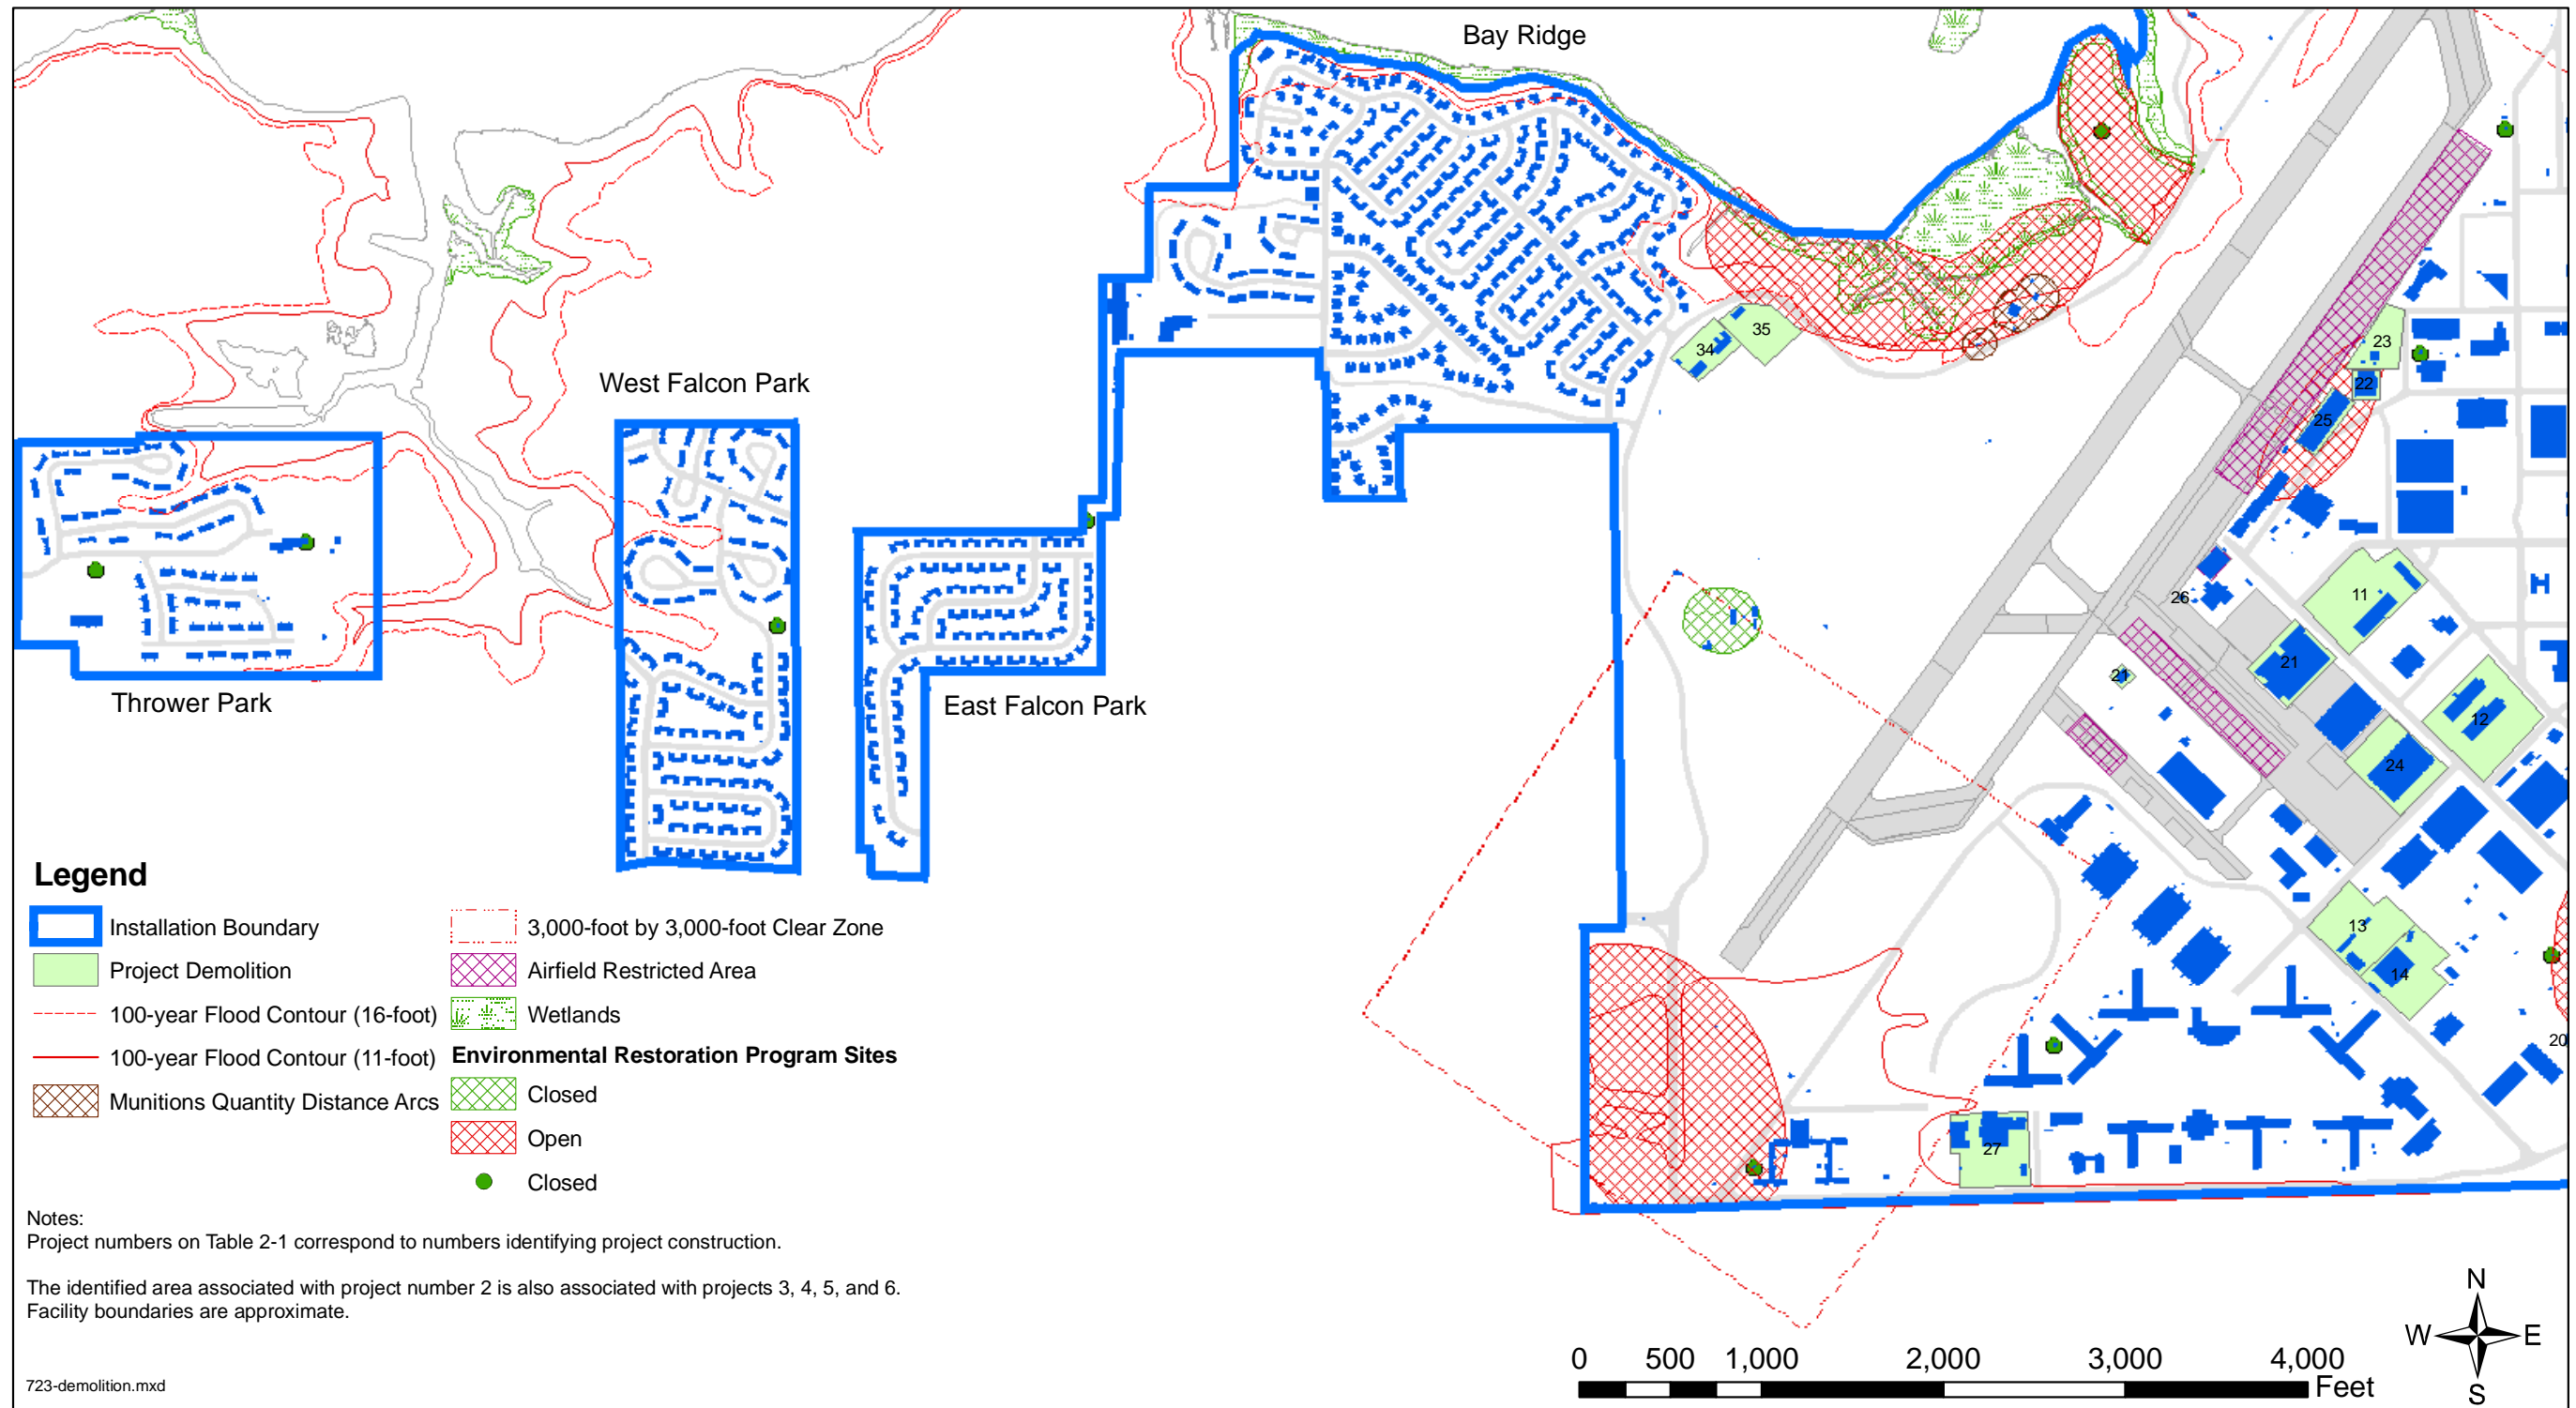 Bay Ridge
35
34
23
22
25
West Falcon Park
26
11
21
21
Thrower Park
East Falcon Park
12
24
Legend
Installation Boundary
Project Demolition
100-year Flood Contour (16-foot)
100-year Flood Contour (11-foot)
Munitions Quantity Distance Arcs
3,000-foot by 3,000-foot Clear Zone
Airfield Restricted Area
Wetlands
Environmental Restoration Program Sites
Closed
Open
Closed
13
14
20
27
Notes:
Project numbers on Table 2-1 correspond to numbers identifying project construction.
The identified area associated with project number 2 is also associated with projects 3, 4, 5, and 6.
Facility boundaries are approximate.
723-demolition.mxd
0 500 1,000 2,000 3,000 4,000
Feet
N
W E
S